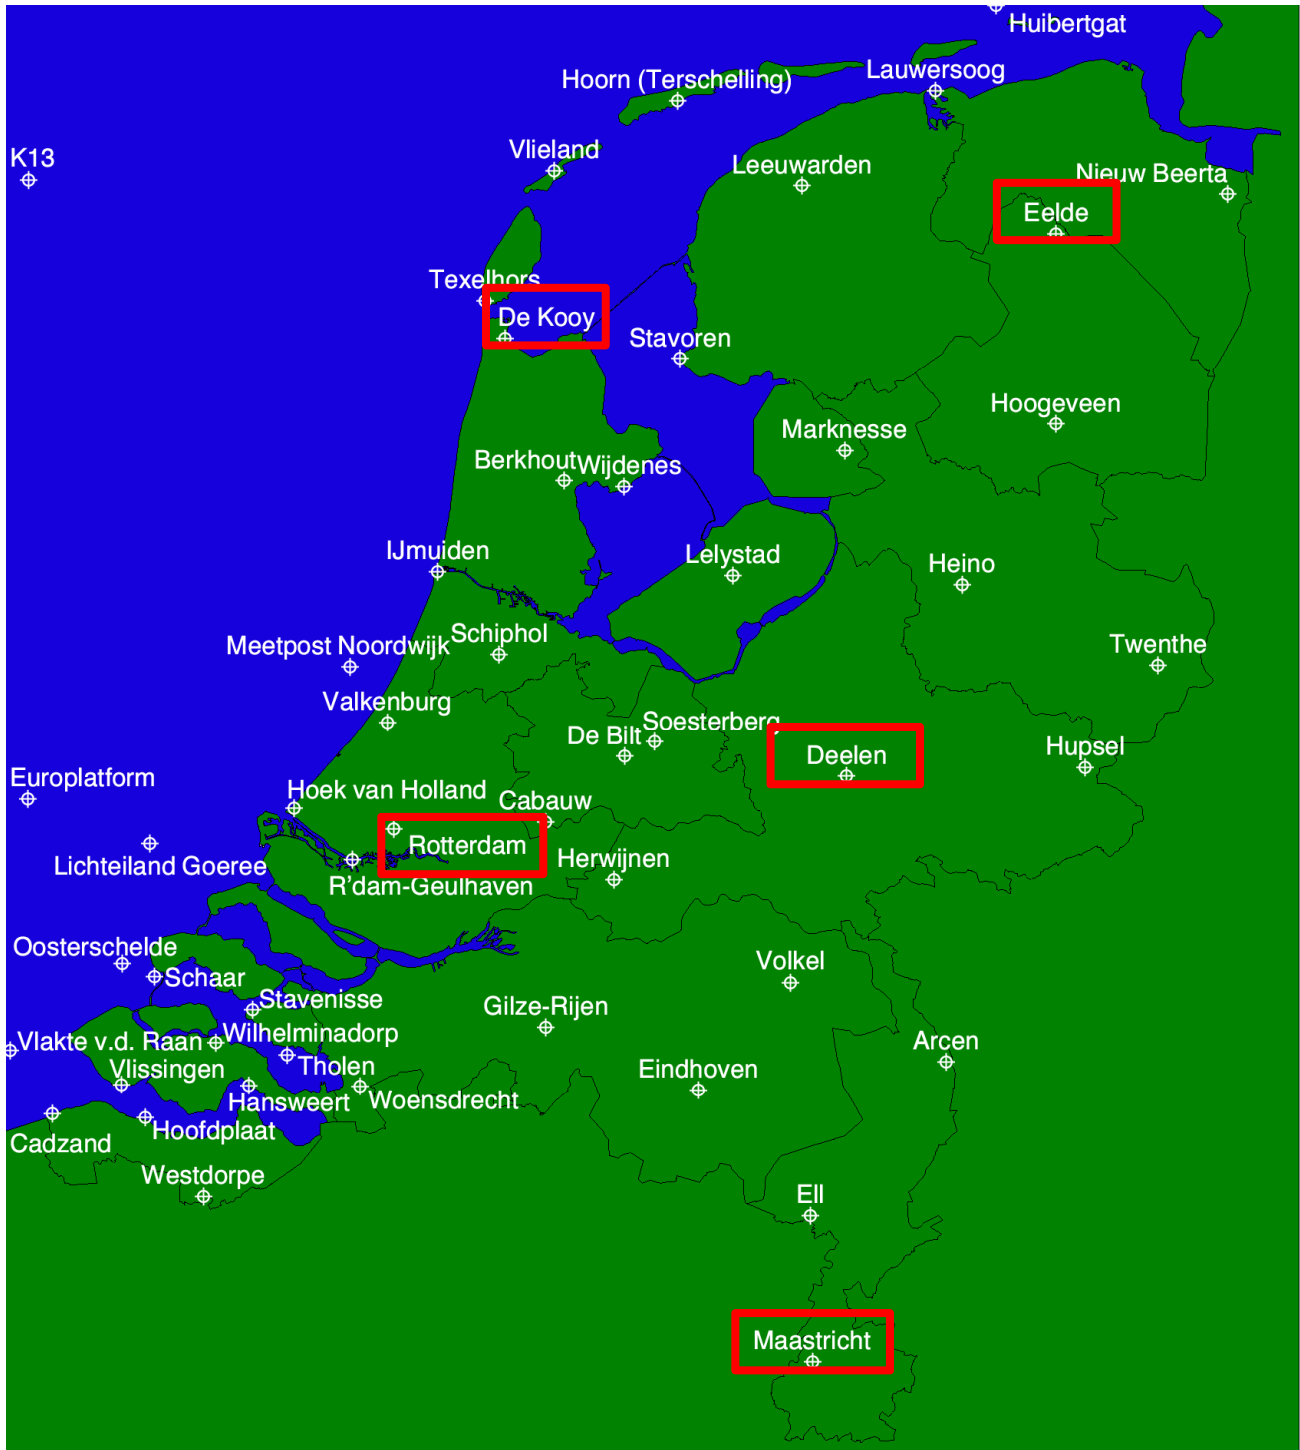 Huibertgat
Lauwersoog
Hoorn (Terschelling)
Vlieland
K13
Leeuwarden
Nieuw Beerta
Eelde
Texelhors
De Kooy
Stavoren
Hoogeveen
Marknesse
Berkhout
Wijdenes
IJmuiden
Lelystad
Heino
Schiphol
Meetpost Noordwijk
Twenthe
Valkenburg
Soesterberg
De Bilt
Deelen
Hupsel
Europlatform
Hoek van Holland
Cabauw
Rotterdam
Herwijnen
Lichteiland Goeree
R'dam-Geulhaven
Oosterschelde
Volkel
Schaar
Stavenisse
Gilze-Rijen
Wilhelminadorp
Vlakte v.d. Raan
Arcen
Tholen
Vlissingen
Eindhoven
Hansweert
Woensdrecht
Hoofdplaat
Cadzand
Westdorpe
Ell
Maastricht